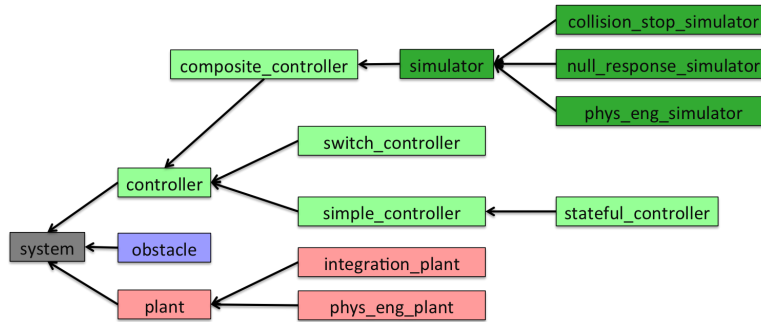 collision_stop_simulator
composite_controller
simulator
null_response_simulator
phys_eng_simulator
switch_controller
controller
simple_controller
stateful_controller
system
obstacle
integration_plant
plant
phys_eng_plant